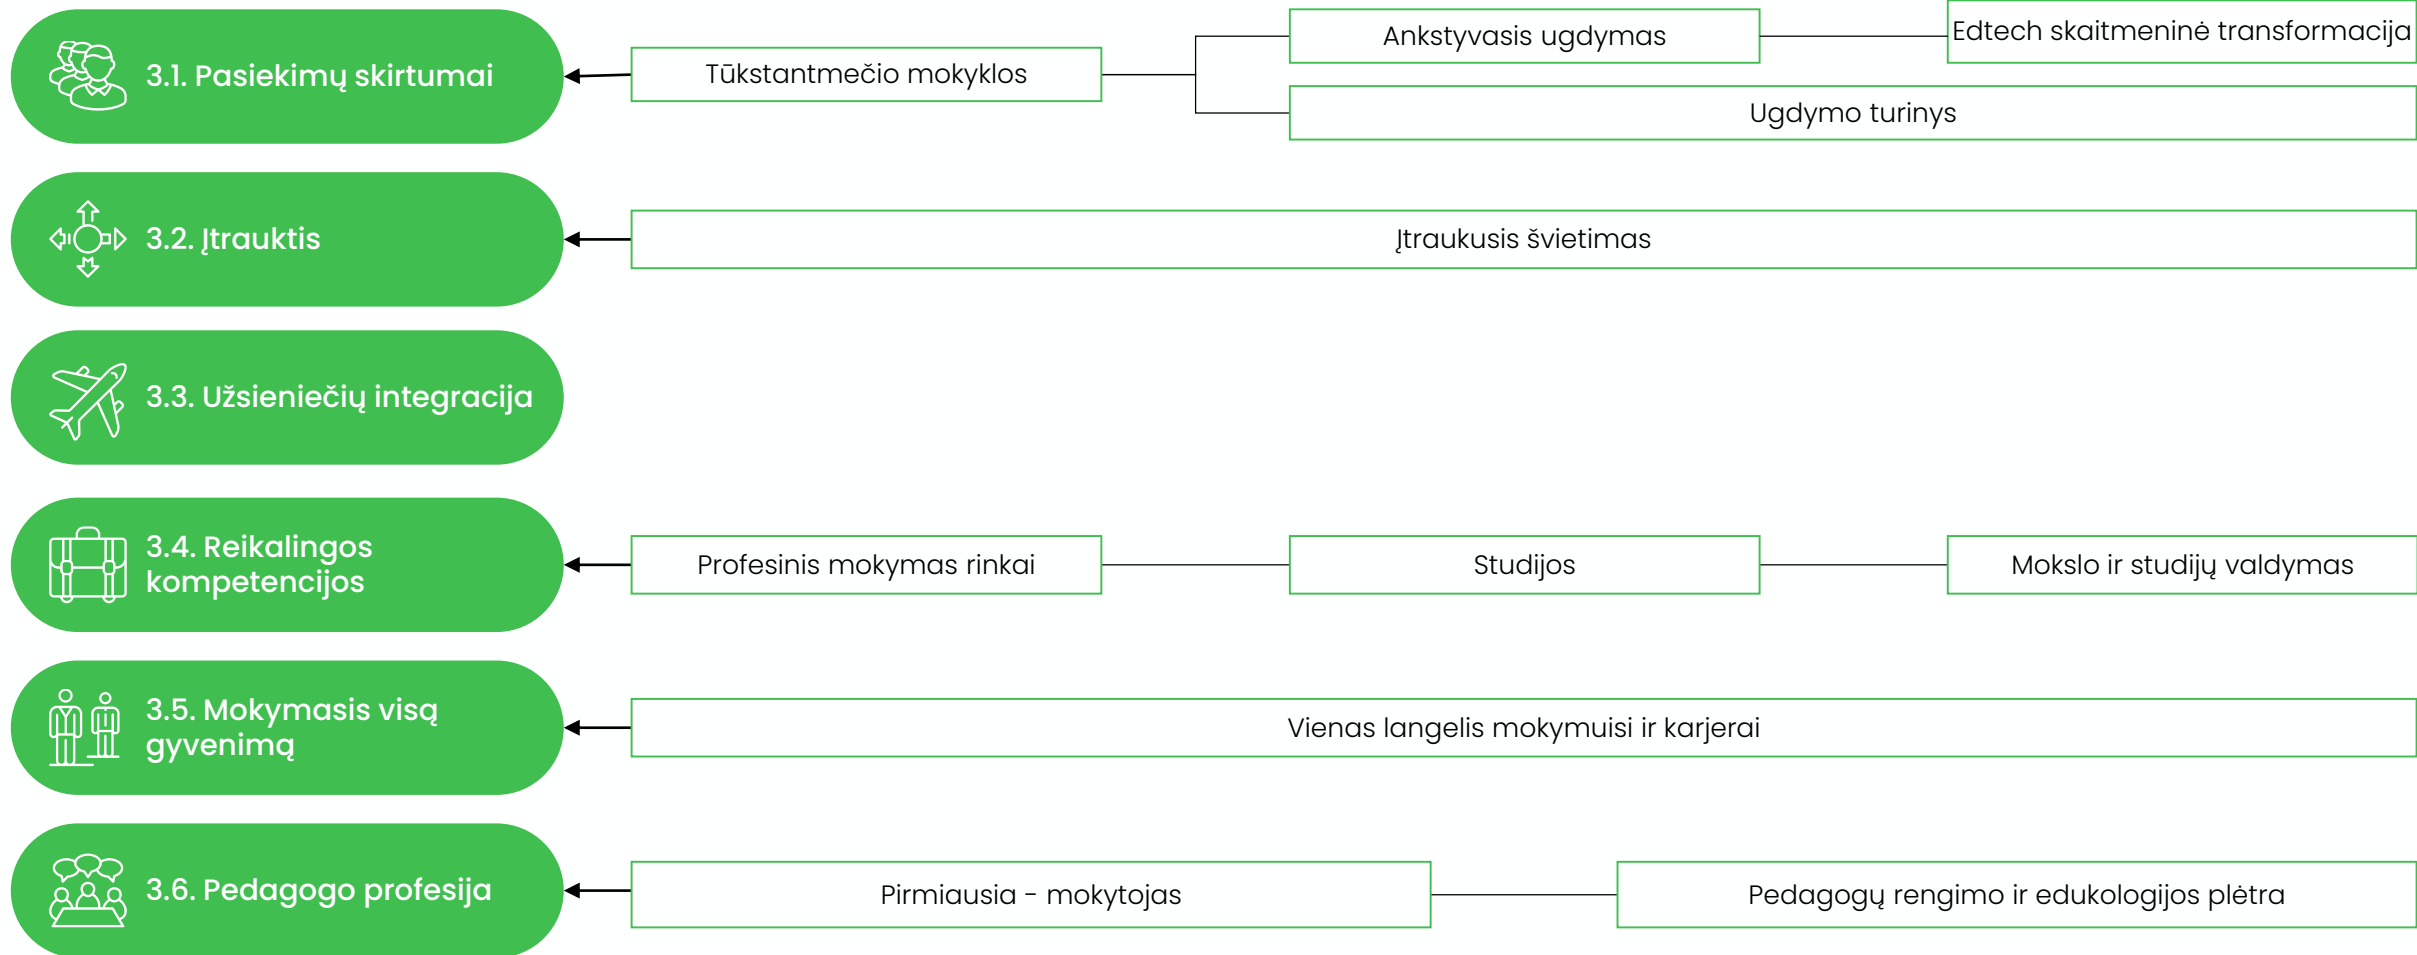 3.1. Pasiekimų skirtumai
Tūkstantmečio mokyklos
Ankstyvasis ugdymas
Edtech skaitmeninė transformacija
Ugdymo turinys
3.2. Įtrauktis
Įtraukusis švietimas
3.3. Užsieniečių integracija
3.4. Reikalingos
kompetencijos
Profesinis mokymas rinkai
Studijos
Mokslo ir studijų valdymas
3.5. Mokymasis visą
gyvenimą
Vienas langelis mokymuisi ir karjerai
3.6. Pedagogo profesija
Pirmiausia - mokytojas
Pedagogų rengimo ir edukologijos plėtra